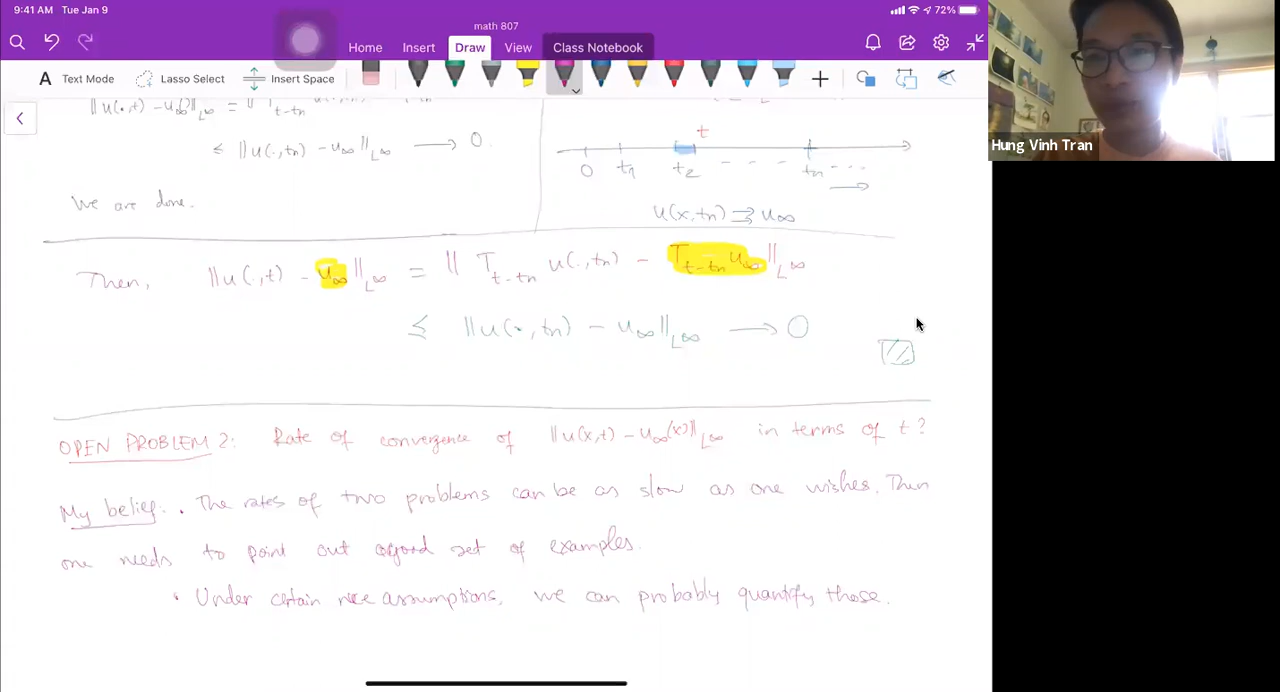 9:41 AM Tue Jan 9
72%
math 807
Home Insert Draw View Class Notebook
Text Mode Lasso Select Insert Space
Hung Vinh Tran
‖u(·,t) - u∞‖L∞ = ‖ T t-tn
≤ ‖u(·,tn) - u∞‖L∞ → 0.
We are done.
t
0 t1 t2 - - - - tn - - -
u(x,tn) ⇉ u∞
Then, ‖u(·,t) - u∞‖L∞ = ‖ T t-tn u(·,tn) - T t-tn u∞‖L∞
≤ ‖u(·,tn) - u∞‖L∞ → 0
OPEN PROBLEM 2: Rate of convergence of ‖u(x,t) - u∞(x)‖L∞ in terms of t?
My belief: • The rates of two problems can be as slow as one wishes. Then
one needs to point out a good set of examples.
• Under certain nice assumptions, we can probably quantify those.